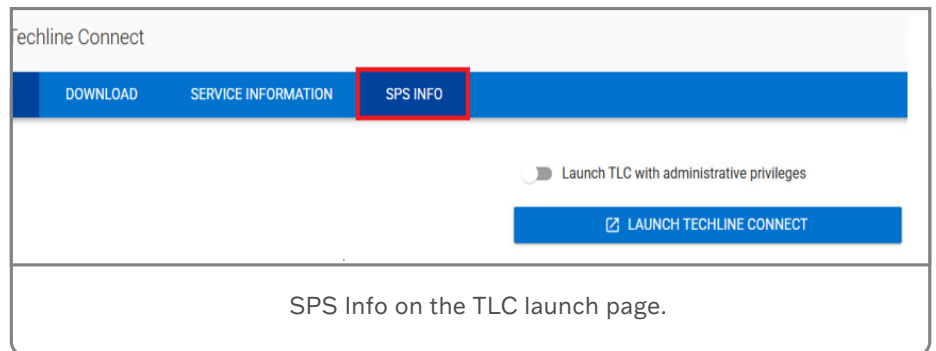 Techline Connect
DOWNLOAD SERVICE INFORMATION SPS INFO
Launch TLC with administrative privileges
LAUNCH TECHLINE CONNECT
SPS Info on the TLC launch page.